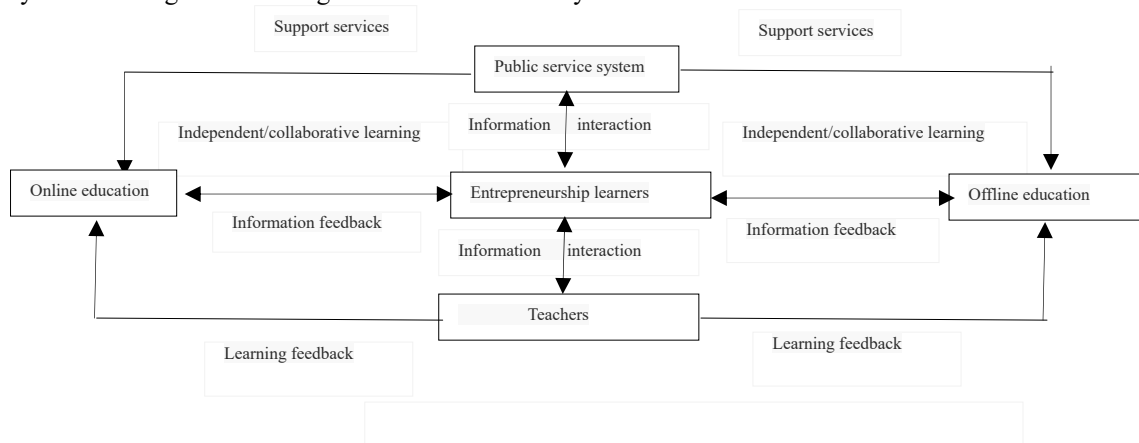 Support services
Support services
Public service system
Information interaction
Independent/collaborative learning
Independent/collaborative learning
Online education
Entrepreneurship learners
Offline education
Information feedback
Information feedback
Information interaction
Teachers
Learning feedback
Learning feedback